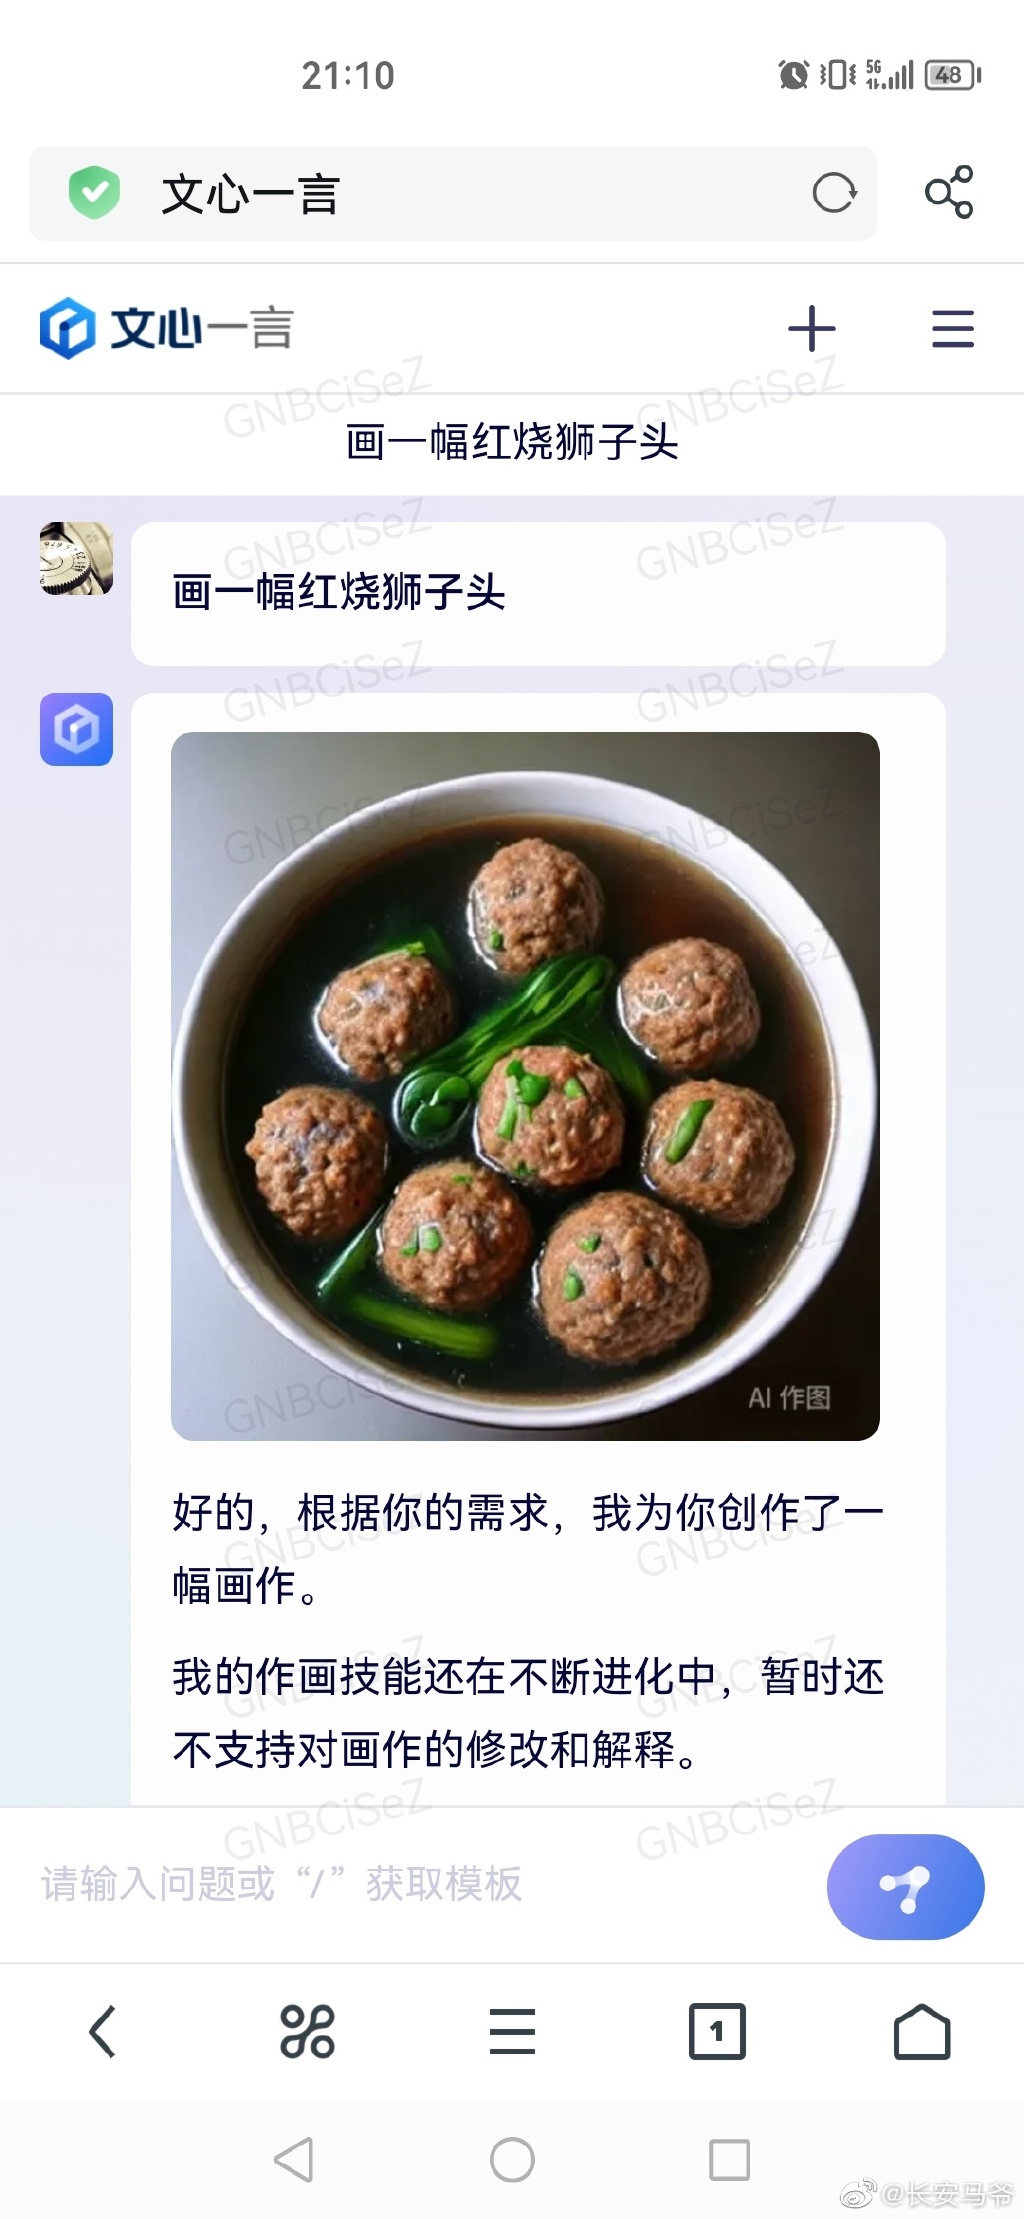 21:10
5G
48
文心一言
文心一言
画一幅红烧狮子头
画一幅红烧狮子头
AI 作图
好的，根据你的需求，我为你创作了一
幅画作。
我的作画技能还在不断进化中，暂时还
不支持对画作的修改和解释。
请输入问题或“/”获取模板
1
GNBCiSeZ
@长安马爷